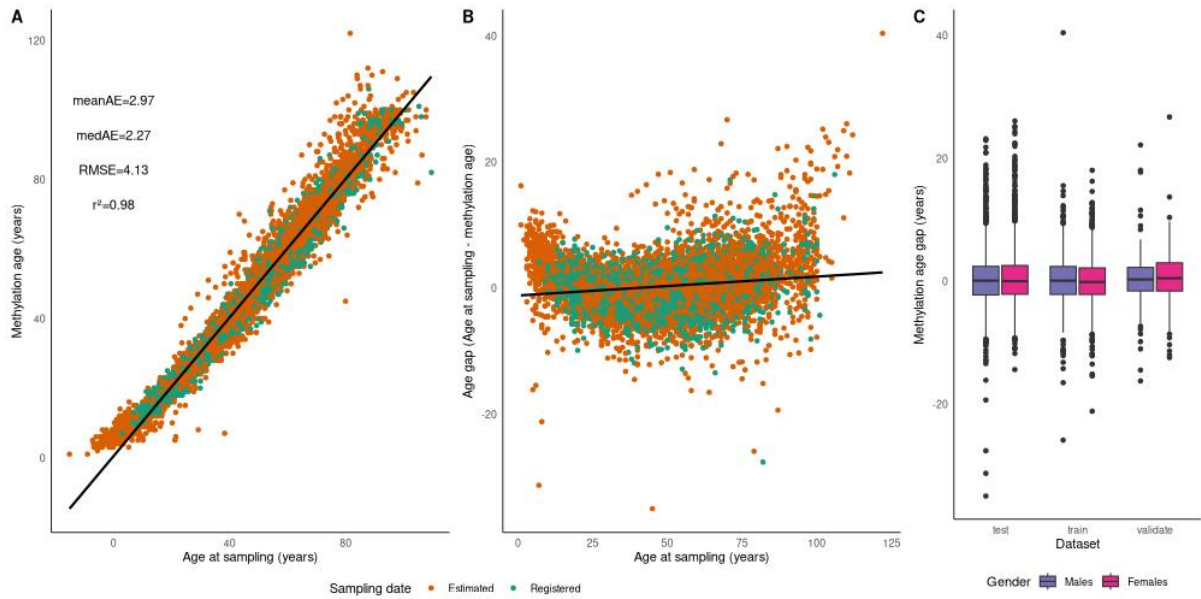 A
B
C
120
80
40
0
Methylation age (years)
meanAE=2.97
medAE=2.27
RMSE=4.13
r²=0.98
0
40
80
Age at sampling (years)
40
20
0
-20
Age gap (Age at sampling - methylation age)
0
25
50
75
100
125
Age at sampling (years)
40
20
0
-20
Methylation age gap (years)
test
train
validate
Dataset
Sampling date
Estimated
Registered
Gender
Males
Females